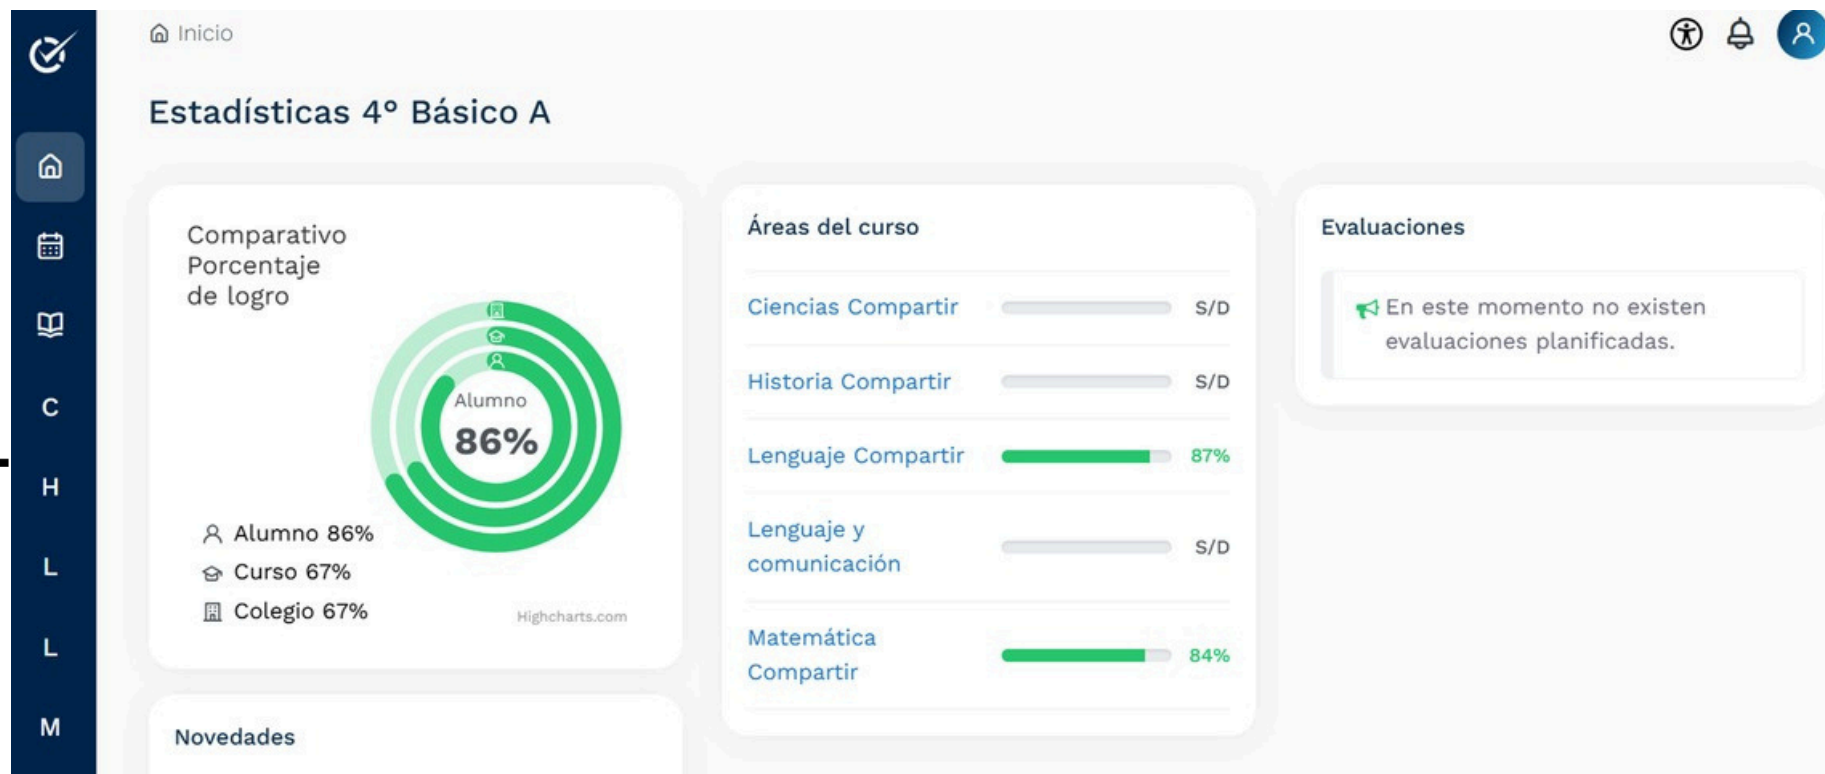 Inicio
Estadísticas 4° Básico A
Comparativo
Porcentaje
de logro
Alumno
86%
Alumno 86%
Curso 67%
Colegio 67%
Highcharts.com
Novedades
Áreas del curso
Ciencias Compartir S/D
Historia Compartir S/D
Lenguaje Compartir 87%
Lenguaje y
comunicación S/D
Matemática
Compartir 84%
Evaluaciones
En este momento no existen
evaluaciones planificadas.
C
H
L
L
M